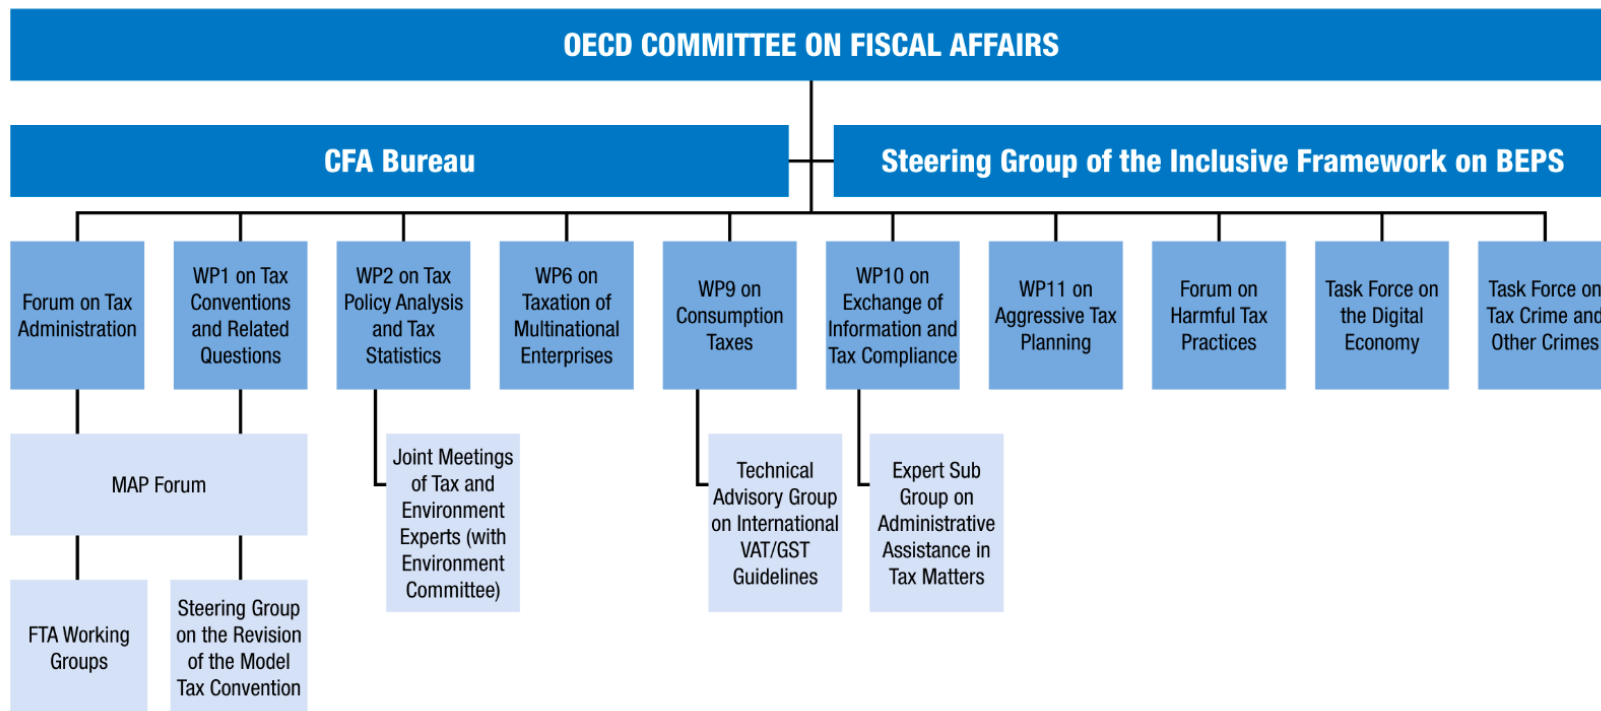 OECD COMMITTEE ON FISCAL AFFAIRS
CFA Bureau
Steering Group of the Inclusive Framework on BEPS
Forum on Tax
Administration
WP1 on Tax
Conventions
and Related
Questions
WP2 on Tax
Policy Analysis
and Tax
Statistics
WP6 on
Taxation of
Multinational
Enterprises
WP9 on
Consumption
Taxes
WP10 on
Exchange of
Information and
Tax Compliance
WP11 on
Aggressive Tax
Planning
Forum on
Harmful Tax
Practices
Task Force on
the Digital
Economy
Task Force on
Tax Crime and
Other Crimes
MAP Forum
Joint Meetings
of Tax and
Environment
Experts (with
Environment
Committee)
Technical
Advisory Group
on International
VAT/GST
Guidelines
Expert Sub
Group on
Administrative
Assistance in
Tax Matters
FTA Working
Groups
Steering Group
on the Revision
of the Model
Tax Convention